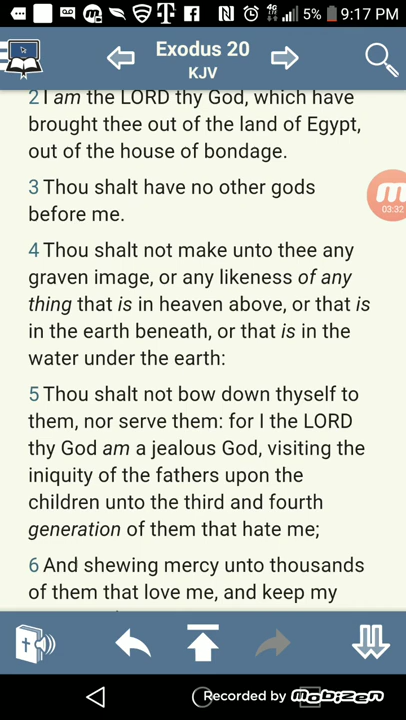 4G 5% 9:17 PM
Exodus 20
KJV
2 I am the LORD thy God, which have
brought thee out of the land of Egypt,
out of the house of bondage.
3 Thou shalt have no other gods
before me.
03:32
4 Thou shalt not make unto thee any
graven image, or any likeness of any
thing that is in heaven above, or that is
in the earth beneath, or that is in the
water under the earth:
5 Thou shalt not bow down thyself to
them, nor serve them: for I the LORD
thy God am a jealous God, visiting the
iniquity of the fathers upon the
children unto the third and fourth
generation of them that hate me;
6 And shewing mercy unto thousands
of them that love me, and keep my
Recorded by mobizen